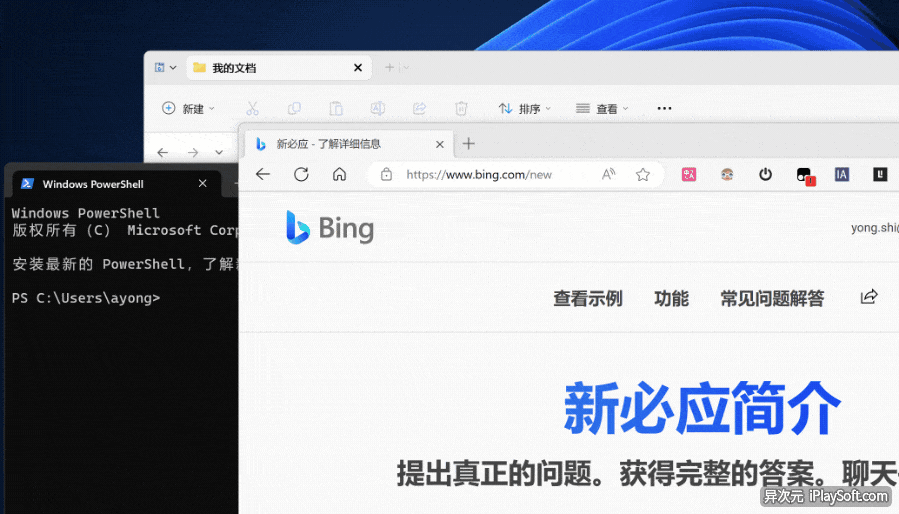 我的文档
新建
排序
查看
新必应 - 了解详细信息
https://www.bing.com/new
Bing
yong.shi
查看示例 功能 常见问题解答
新必应简介
提出真正的问题。获得完整的答案。聊天
Windows PowerShell
Windows PowerShell
版权所有 (C) Microsoft Corp
安装最新的 PowerShell，了解
PS C:\Users\ayong>
异次元 iPlaySoft.com